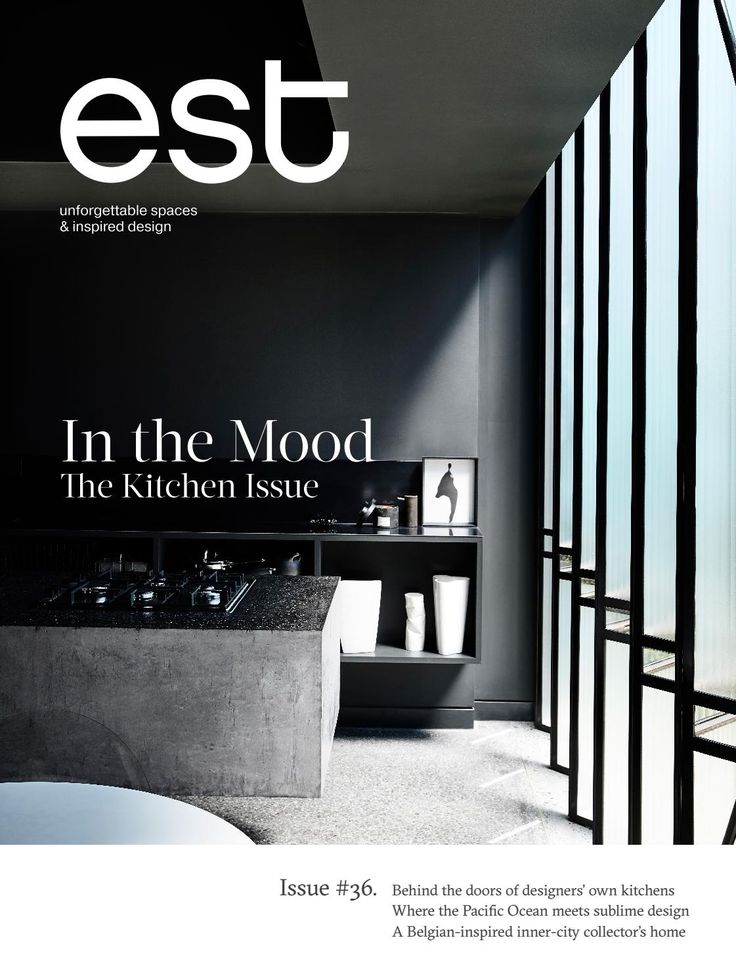 est
unforgettable spaces
& inspired design
In the Mood
The Kitchen Issue
Issue #36.
Behind the doors of designers' own kitchens
Where the Pacific Ocean meets sublime design
A Belgian-inspired inner-city collector's home